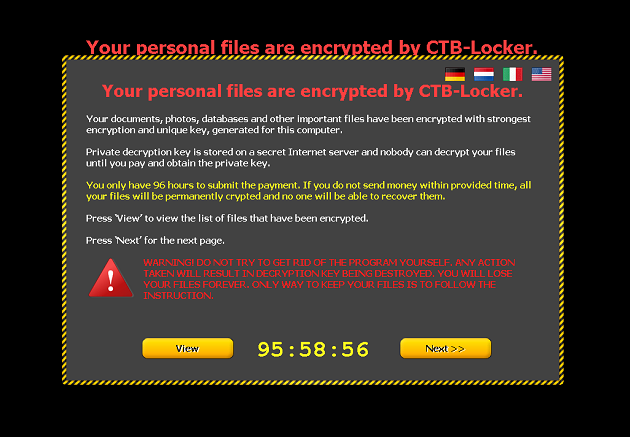 Your personal files are encrypted by CTB-Locker.
Your personal files are encrypted by CTB-Locker.
Your documents, photos, databases and other important files have been encrypted with strongest
encryption and unique key, generated for this computer.
Private decryption key is stored on a secret Internet server and nobody can decrypt your files
until you pay and obtain the private key.
You only have 96 hours to submit the payment. If you do not send money within provided time, all
your files will be permanently crypted and no one will be able to recover them.
Press 'View' to view the list of files that have been encrypted.
Press 'Next' for the next page.
WARNING! DO NOT TRY TO GET RID OF THE PROGRAM YOURSELF. ANY ACTION
TAKEN WILL RESULT IN DECRYPTION KEY BEING DESTROYED. YOU WILL LOSE
YOUR FILES FOREVER. ONLY WAY TO KEEP YOUR FILES IS TO FOLLOW THE
INSTRUCTION.
View
95:58:56
Next >>